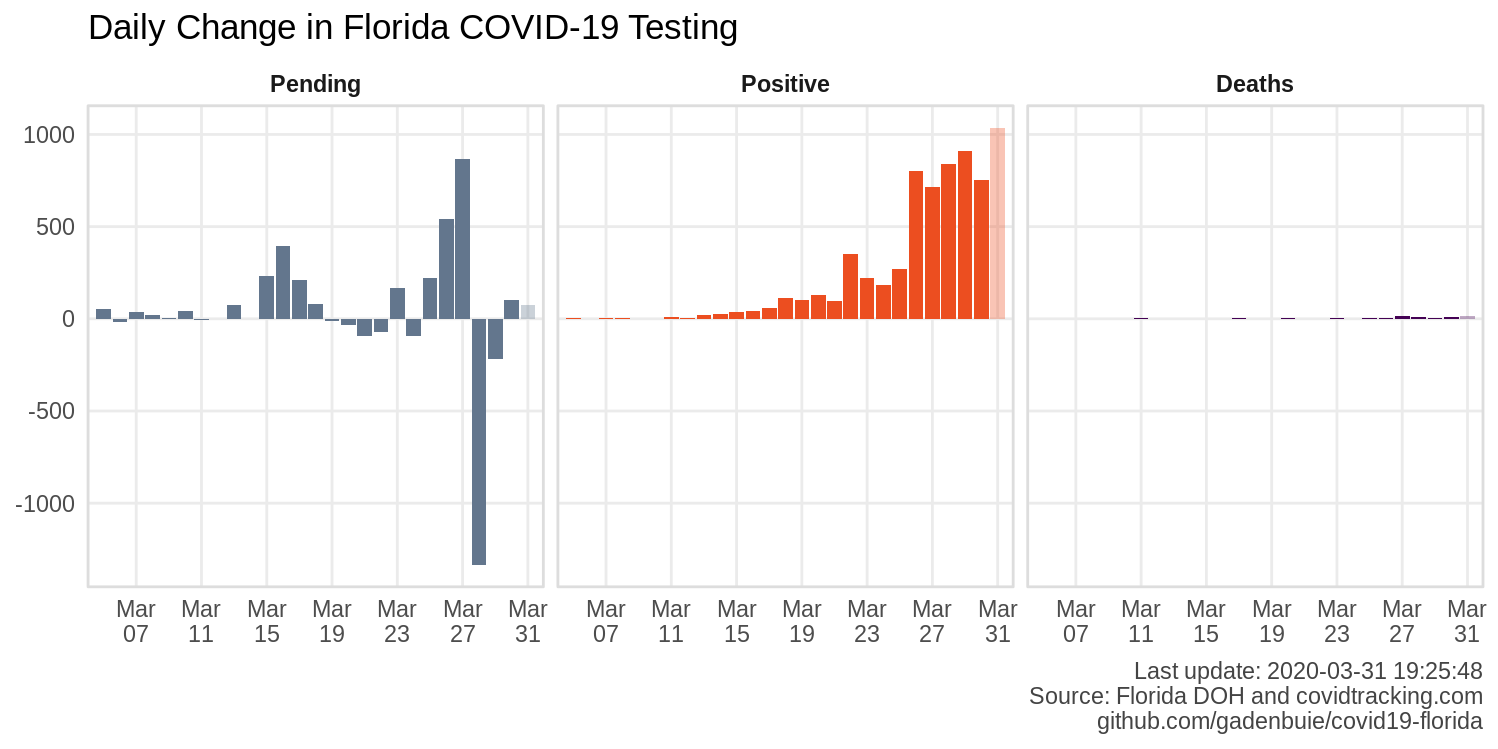 Daily Change in Florida COVID-19 Testing
Pending
Positive
Deaths
1000
500
0
-500
-1000
Mar Mar Mar Mar Mar Mar Mar
07 11 15 19 23 27 31
Mar Mar Mar Mar Mar Mar Mar
07 11 15 19 23 27 31
Mar Mar Mar Mar Mar Mar Mar
07 11 15 19 23 27 31
Last update: 2020-03-31 19:25:48
Source: Florida DOH and covidtracking.com
github.com/gadenbuie/covid19-florida